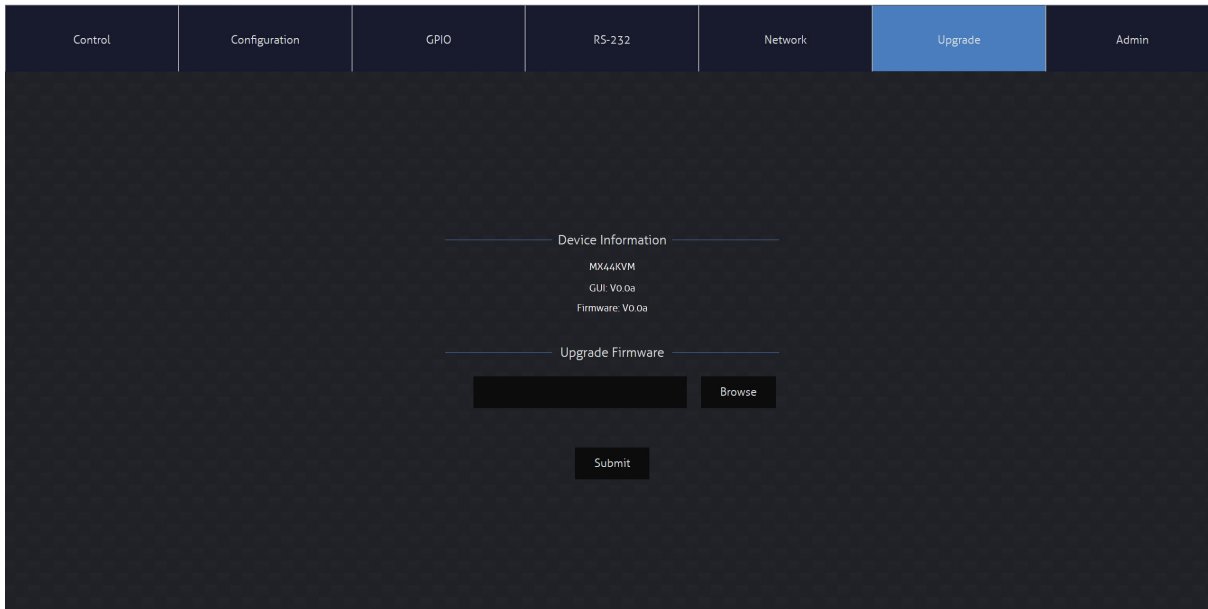 Control Configuration GPIO RS-232 Network Upgrade Admin
Device Information
MX44KVM
GUI: V0.0a
Firmware: V0.0a
Upgrade Firmware
Browse
Submit